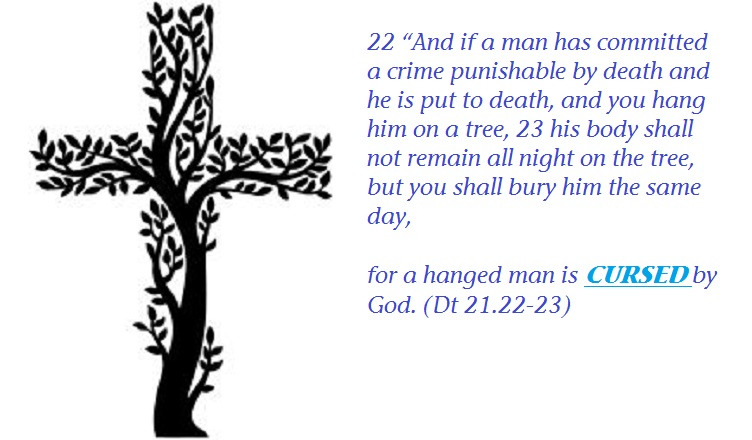 22 “And if a man has committed
a crime punishable by death and
he is put to death, and you hang
him on a tree, 23 his body shall
not remain all night on the tree,
but you shall bury him the same
day,
for a hanged man is CURSED by
God. (Dt 21.22-23)